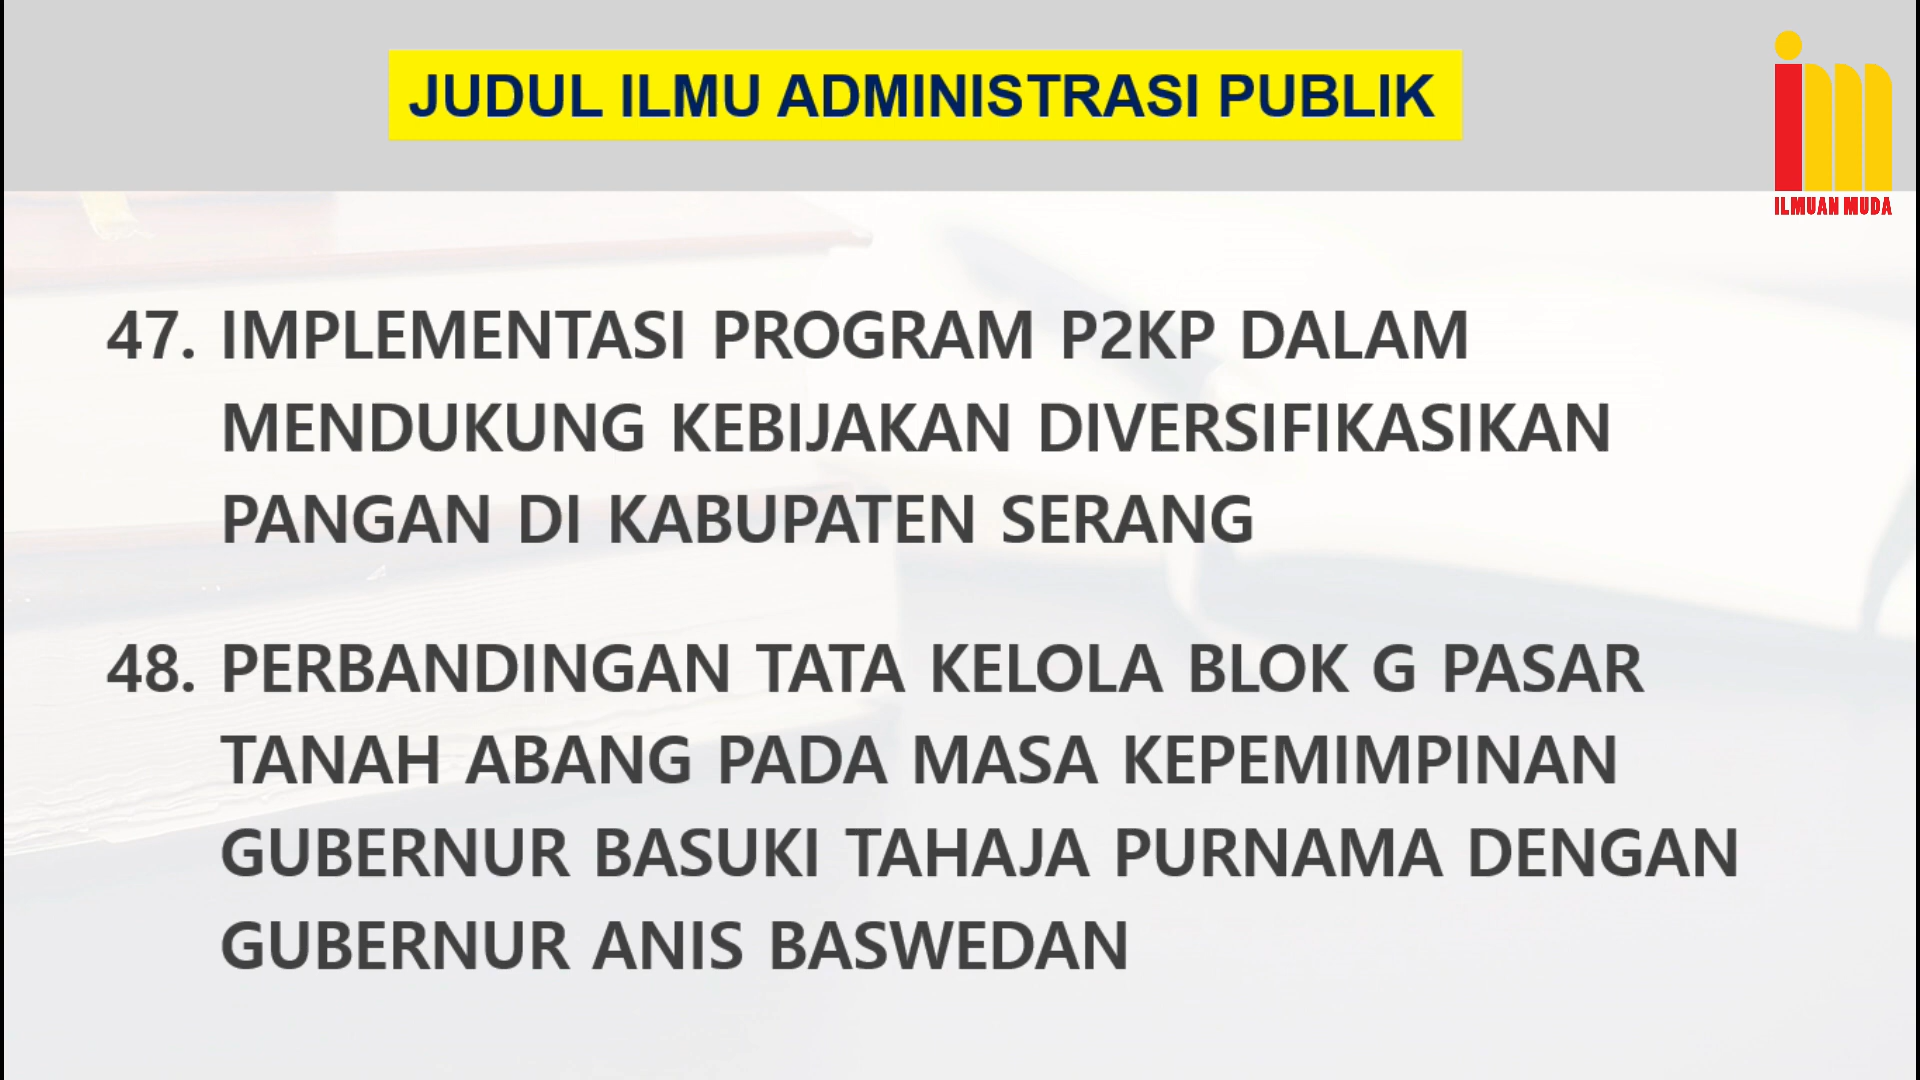 JUDUL ILMU ADMINISTRASI PUBLIK
ILMUAN MUDA
47. IMPLEMENTASI PROGRAM P2KP DALAM
MENDUKUNG KEBIJAKAN DIVERSIFIKASIKAN
PANGAN DI KABUPATEN SERANG
48. PERBANDINGAN TATA KELOLA BLOK G PASAR
TANAH ABANG PADA MASA KEPEMIMPINAN
GUBERNUR BASUKI TAHAJA PURNAMA DENGAN
GUBERNUR ANIS BASWEDAN